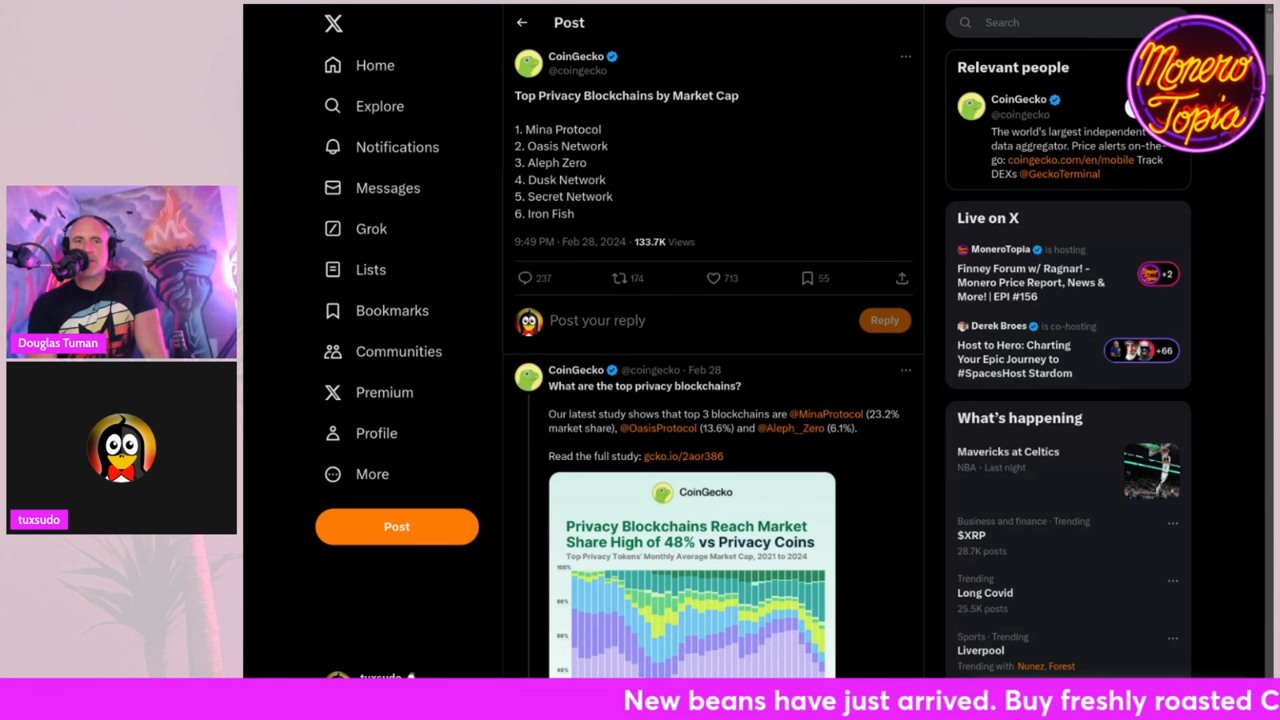 Home
Explore
Notifications
Messages
Grok
Lists
Bookmarks
Communities
Premium
Profile
More
Post
Post
CoinGecko
@coingecko
Top Privacy Blockchains by Market Cap
1. Mina Protocol
2. Oasis Network
3. Aleph Zero
4. Dusk Network
5. Secret Network
6. Iron Fish
9:49 PM · Feb 28, 2024 · 133.7K Views
237 174 713 55
Post your reply
Reply
CoinGecko @coingecko · Feb 28
What are the top privacy blockchains?
Our latest study shows that top 3 blockchains are @MinaProtocol (23.2%
market share), @OasisProtocol (13.6%) and @Aleph__Zero (6.1%).
Read the full study: gcko.io/2aor386
CoinGecko
Privacy Blockchains Reach Market
Share High of 48% vs Privacy Coins
Top Privacy Tokens' Monthly Average Market Cap, 2021 to 2024
100%
80%
60%
40%
Search
Monero
Topia
Relevant people
CoinGecko
@coingecko
The world's largest independent
data aggregator. Price alerts on-the-
go: coingecko.com/en/mobile Track
DEXs @GeckoTerminal
Live on X
MoneroTopia is hosting
Finney Forum w/ Ragnar! -
Monero Price Report, News &
More! | EPI #156
+2
Derek Broes is co-hosting
Host to Hero: Charting
Your Epic Journey to
#SpacesHost Stardom
+66
What's happening
Mavericks at Celtics
NBA · Last night
Business and finance · Trending
$XRP
28.7K posts
Trending
Long Covid
25.5K posts
Sports · Trending
Liverpool
Trending with Nunez, Forest
Douglas Tuman
tuxsudo
tuxsudo
New beans have just arrived. Buy freshly roasted C